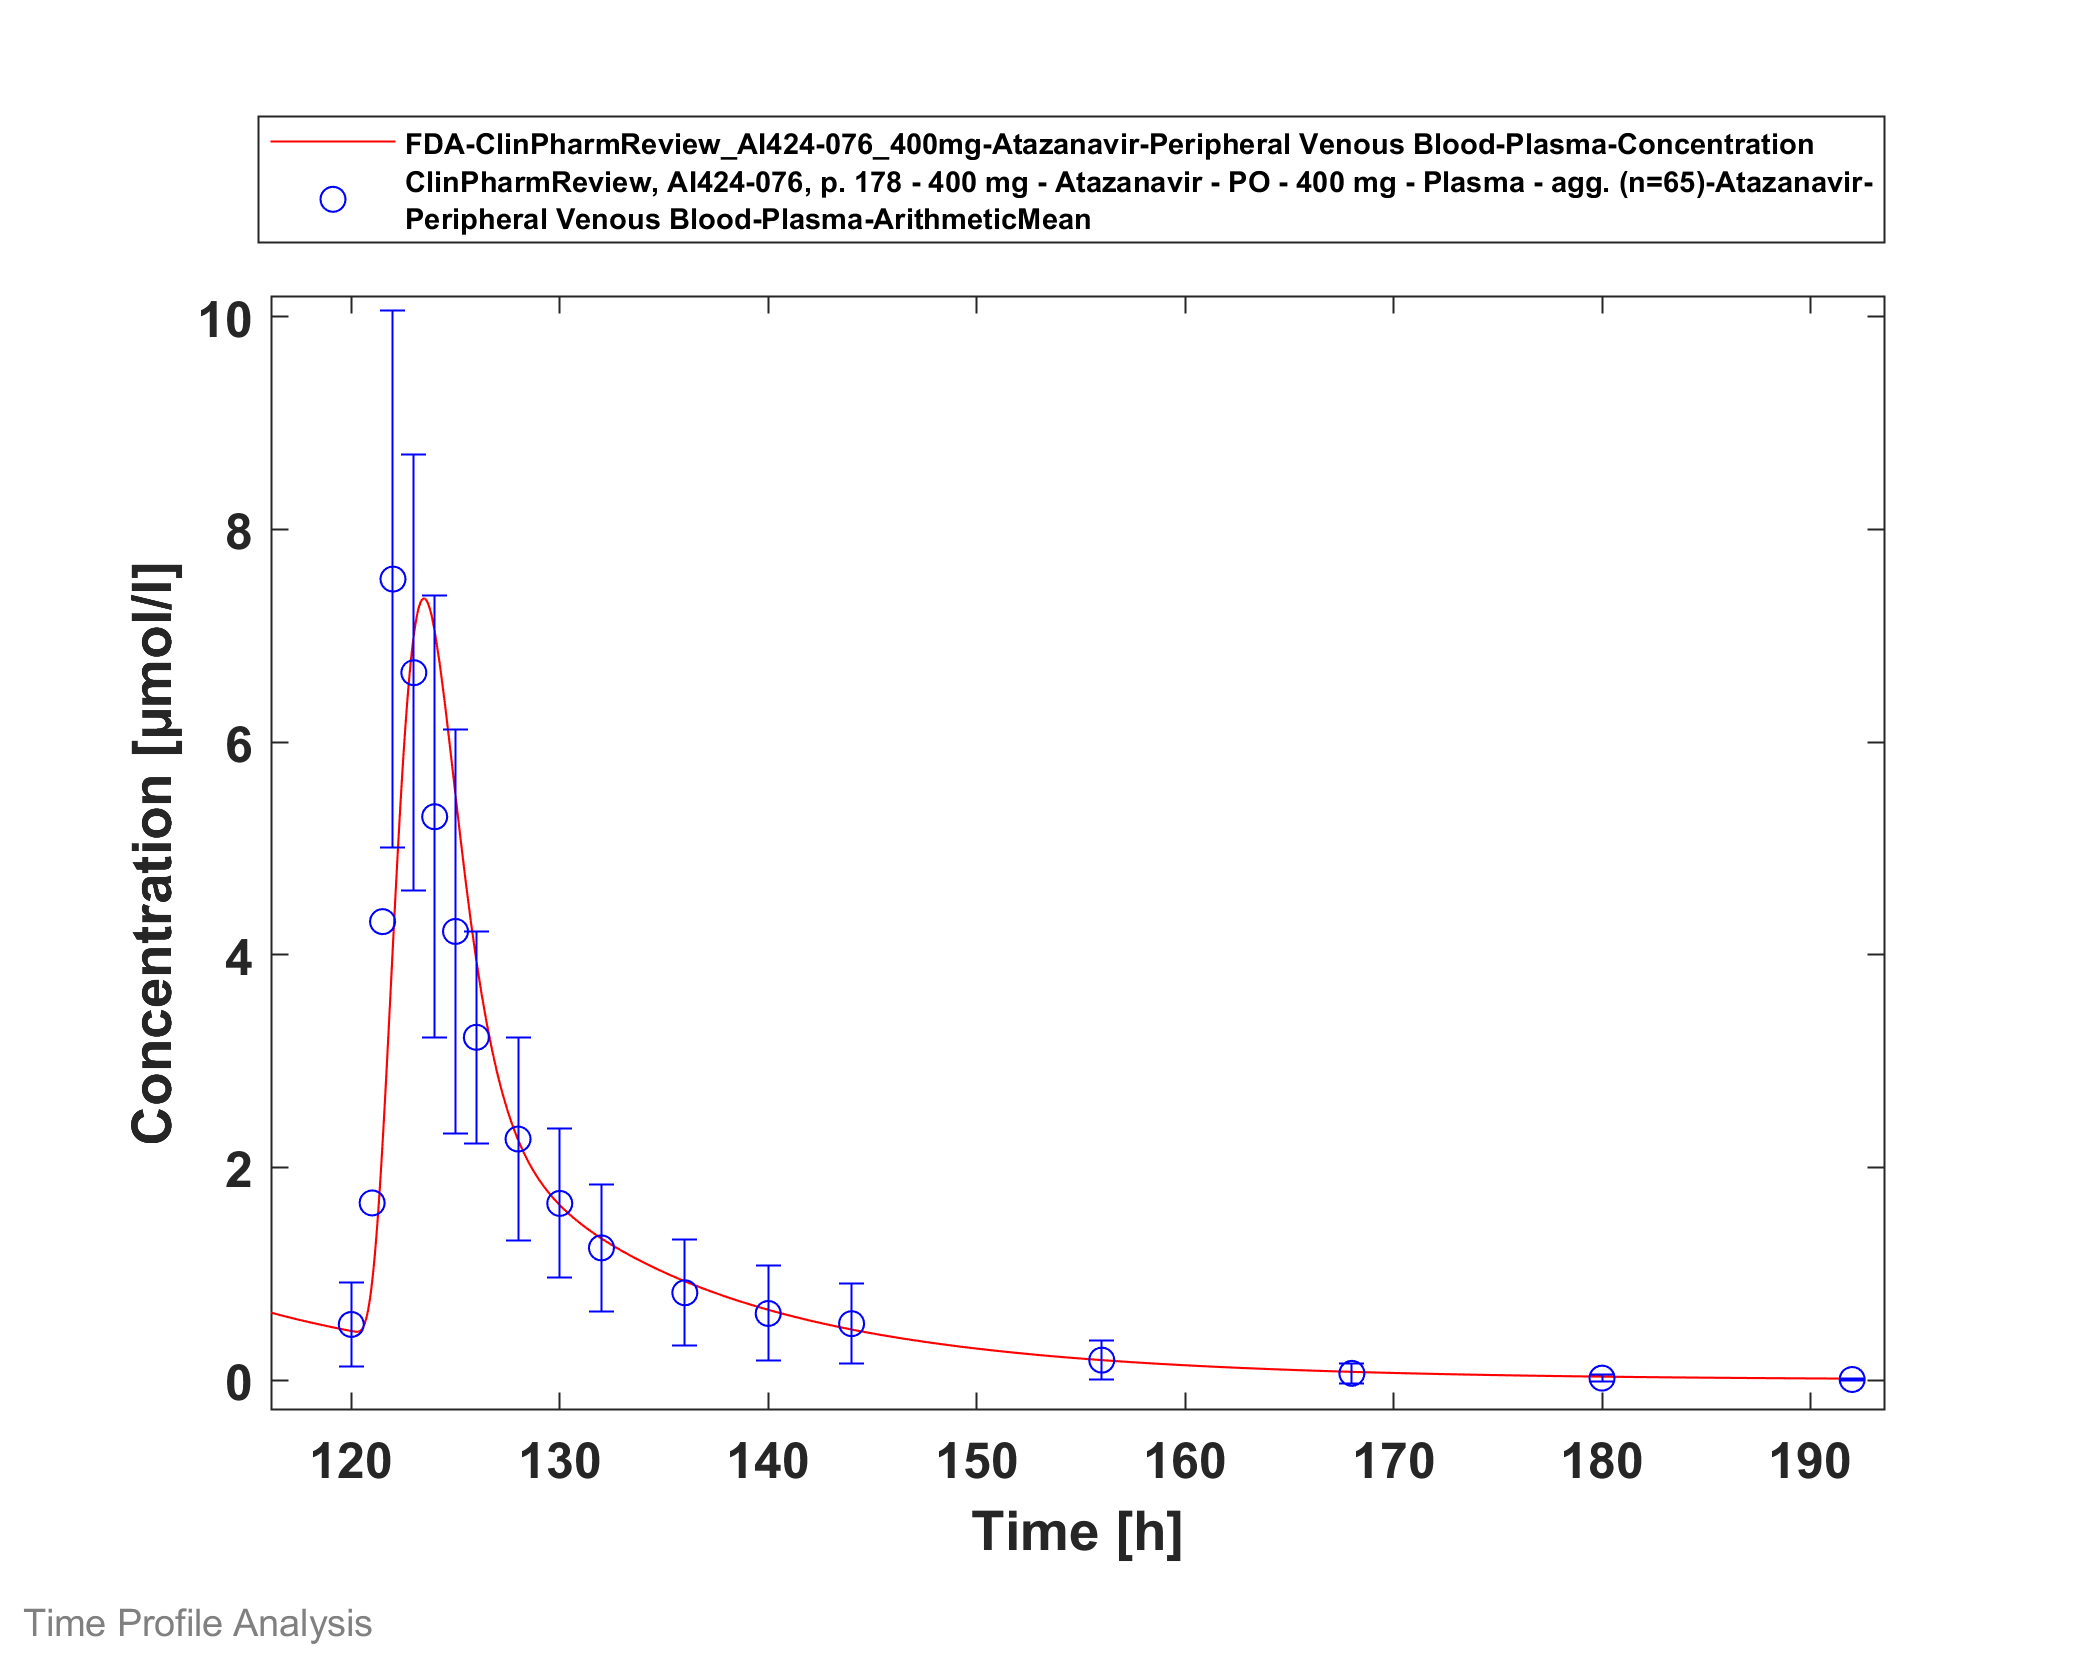 FDA-ClinPharmReview_AI424-076_400mg-Atazanavir-Peripheral Venous Blood-Plasma-Concentration
ClinPharmReview, AI424-076, p. 178 - 400 mg - Atazanavir - PO - 400 mg - Plasma - agg. (n=65)-Atazanavir-
Peripheral Venous Blood-Plasma-ArithmeticMean
10
8
6
4
2
0
Concentration [µmol/l]
120 130 140 150 160 170 180 190
Time [h]
Time Profile Analysis